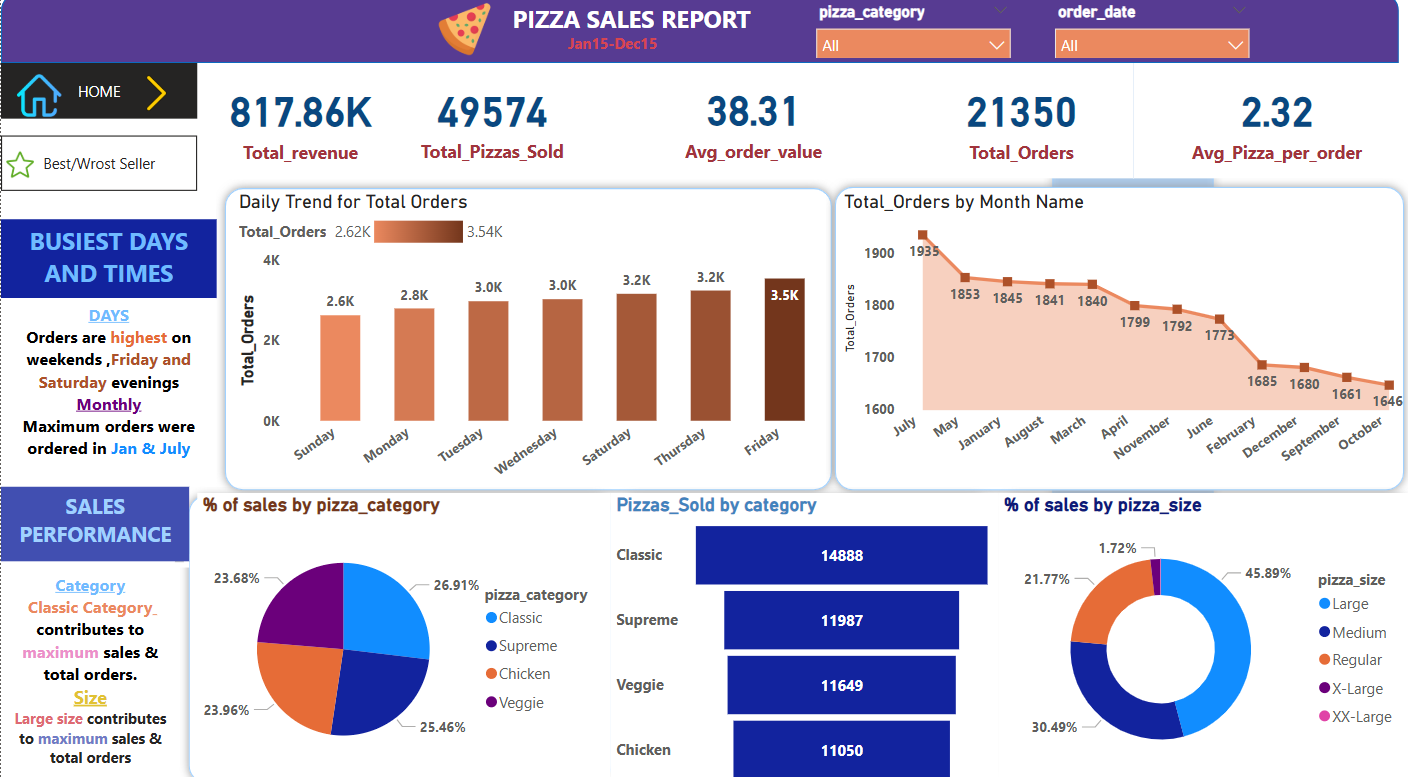 PIZZA SALES REPORT
Jan15-Dec15
pizza_category
All
order_date
All
HOME
Best/Wrost Seller
817.86K
Total_revenue
49574
Total_Pizzas_Sold
38.31
Avg_order_value
21350
Total_Orders
2.32
Avg_Pizza_per_order
BUSIEST DAYS
AND TIMES
DAYS
Orders are highest on
weekends ,Friday and
Saturday evenings
Monthly
Maximum orders were
ordered in Jan & July
SALES
PERFORMANCE
Category
Classic Category_
contributes to
maximum sales &
total orders.
Size
Large size contributes
to maximum sales &
total orders
Daily Trend for Total Orders
Total_Orders 2.62K 3.54K
Total_Orders
4K
2K
0K
2.6K 2.8K 3.0K 3.0K 3.2K 3.2K 3.5K
Sunday Monday Tuesday Wednesday Saturday Thursday Friday
Total_Orders by Month Name
Total_Orders
1900
1800
1700
1600
1935 1853 1845 1841 1840 1799 1792 1773 1685 1680 1661 1646
July May January August March April November June February December September October
% of sales by pizza_category
26.91%
25.46%
23.96%
23.68%
pizza_category
Classic
Supreme
Chicken
Veggie
Pizzas_Sold by category
Classic 14888
Supreme 11987
Veggie 11649
Chicken 11050
% of sales by pizza_size
1.72%
45.89%
21.77%
30.49%
pizza_size
Large
Medium
Regular
X-Large
XX-Large